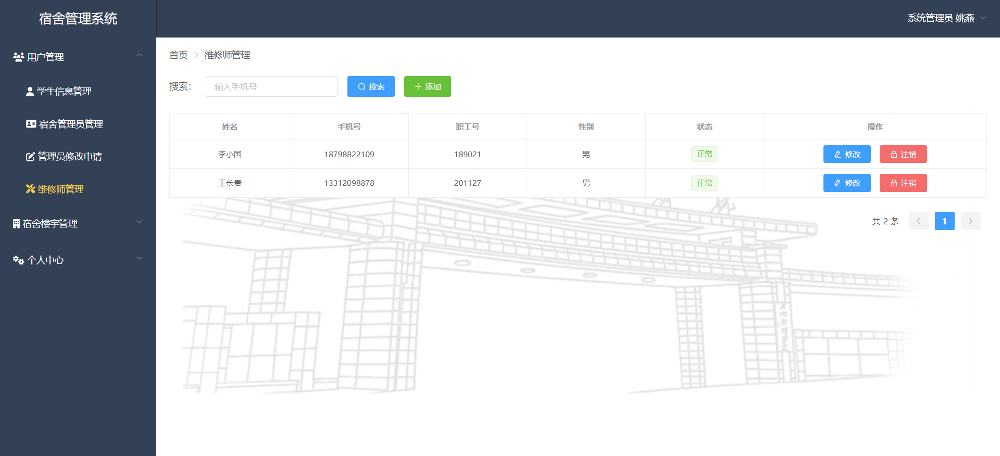 宿舍管理系统
系统管理员 姚燕
用户管理
学生信息管理
宿舍管理员管理
管理员修改申请
维修师管理
宿舍楼宇管理
个人中心
首页 维修师管理
搜索： 输入手机号 搜索 添加
姓名 手机号 职工号 性别 状态 操作
李小国 18798822109 189021 男 正常 修改 注销
王长贵 13312098878 201127 男 正常 修改 注销
共 2 条 1